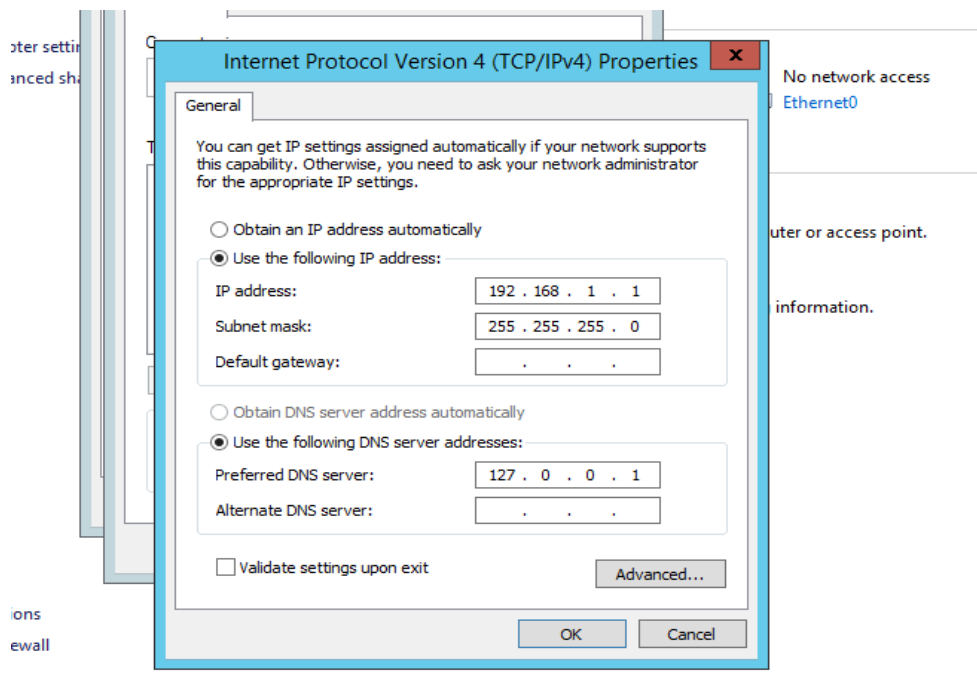 Internet Protocol Version 4 (TCP/IPv4) Properties
x
General
You can get IP settings assigned automatically if your network supports
this capability. Otherwise, you need to ask your network administrator
for the appropriate IP settings.
Obtain an IP address automatically
Use the following IP address:
IP address: 192 . 168 . 1 . 1
Subnet mask: 255 . 255 . 255 . 0
Default gateway: . . .
Obtain DNS server address automatically
Use the following DNS server addresses:
Preferred DNS server: 127 . 0 . 0 . 1
Alternate DNS server: . . .
Validate settings upon exit
Advanced...
OK Cancel
No network access
Ethernet0
uter or access point.
information.
oter settin
anced sha
ions
ewall